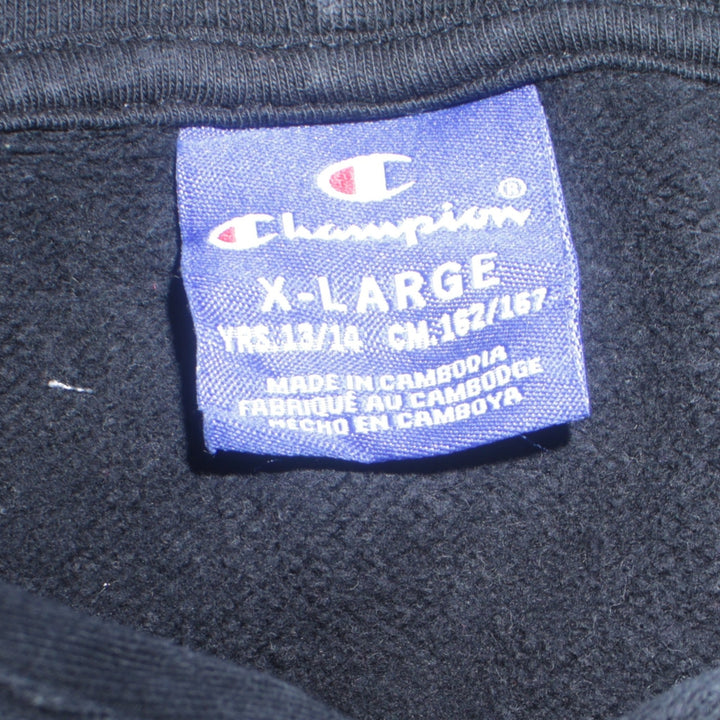 Champion®
X-LARGE
YRS. 13/14 CM. 162/167
MADE IN CAMBODIA
FABRIQUÉ AU CAMBODGE
HECHO EN CAMBOYA